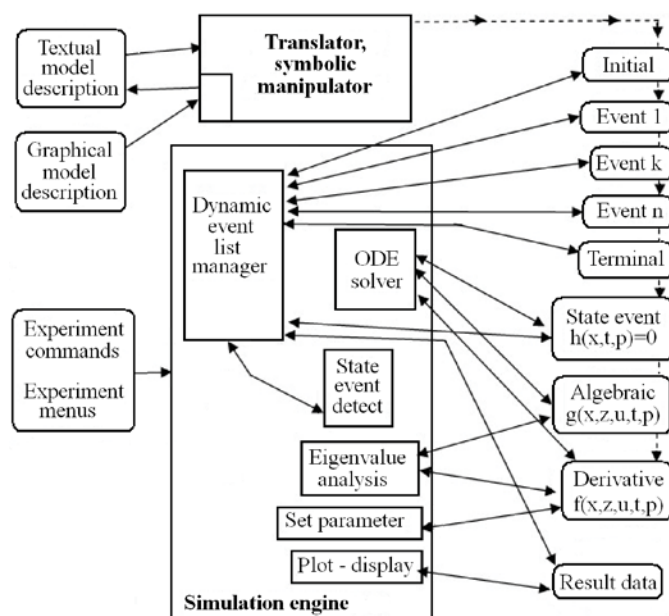 Textual
model
description
Translator,
symbolic
manipulator
Graphical
model
description
Experiment
commands
Experiment
menus
Dynamic
event
list
manager
ODE
solver
State
event
detect
Eigenvalue
analysis
Set parameter
Plot - display
Simulation engine
Initial
Event 1
Event k
Event n
Terminal
State event
h(x,t,p)=0
Algebraic
g(x,z,u,t,p)
Derivative
f(x,z,u,t,p)
Result data